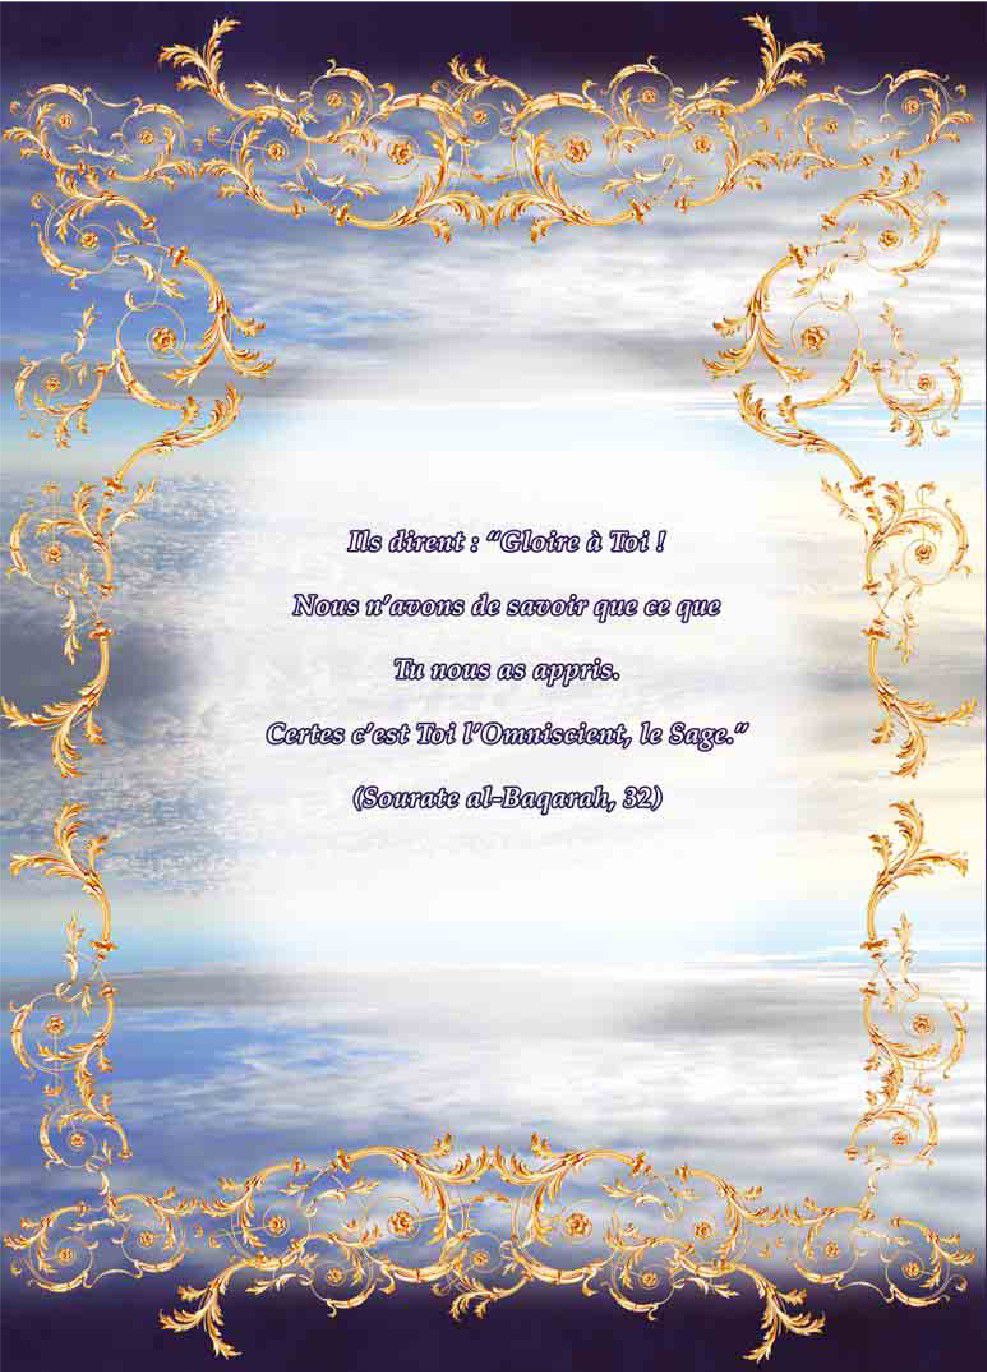 Ils dirent : “Gloire à Toi !
Nous n’avons de savoir que ce que
Tu nous as appris.
Certes c’est Toi l’Omniscient, le Sage.”
(Sourate al-Baqarah, 32)